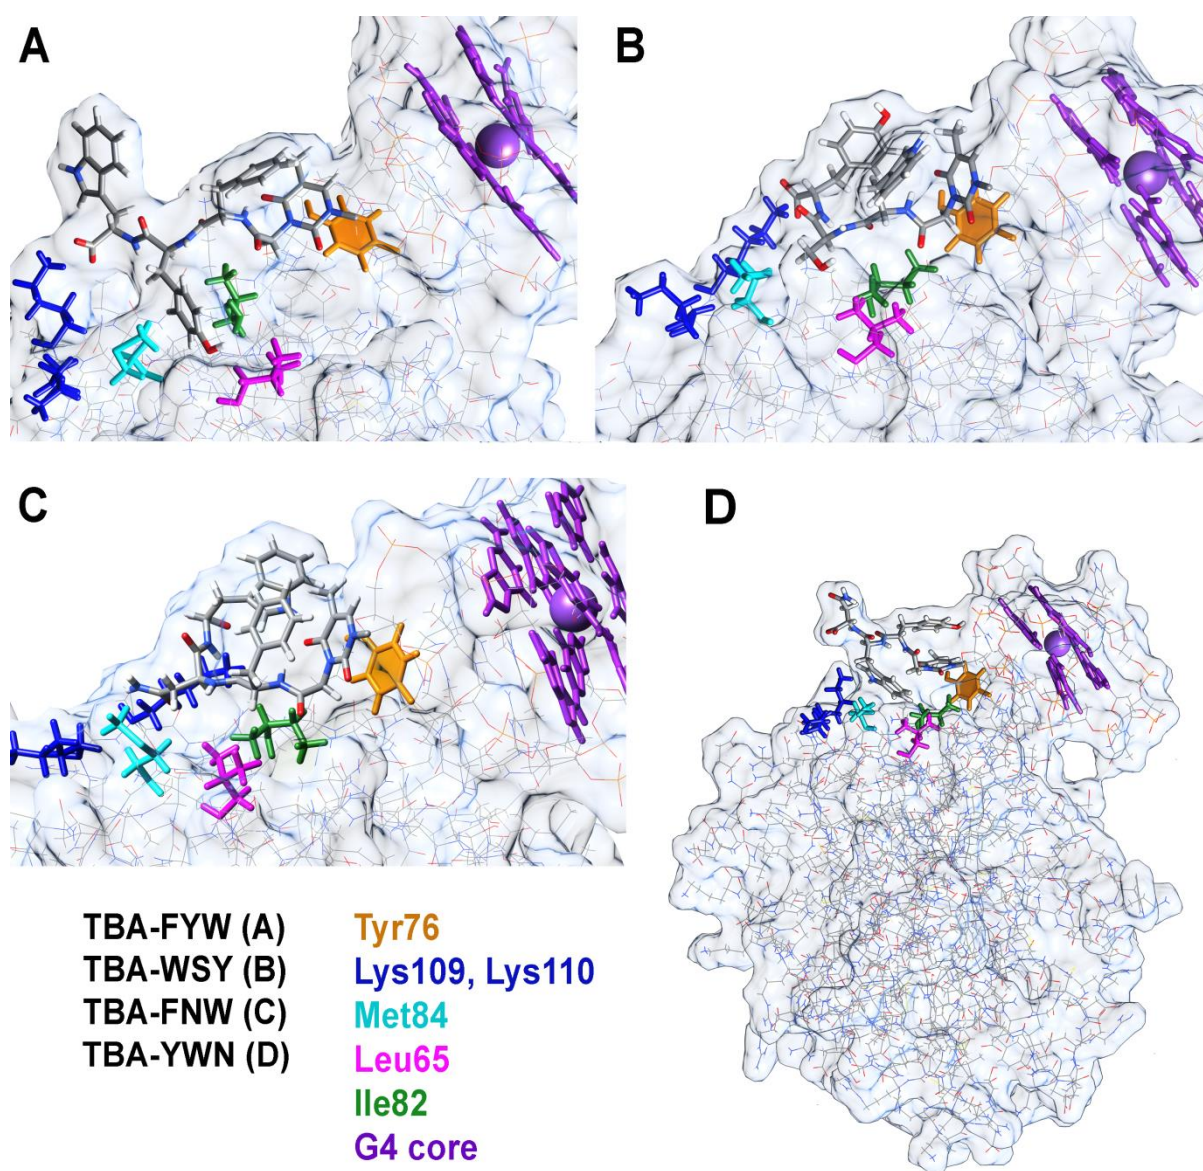 A
B
C
D
TBA-FYW (A)
TBA-WSY (B)
TBA-FNW (C)
TBA-YWN (D)
Tyr76
Lys109, Lys110
Met84
Leu65
Ile82
G4 core